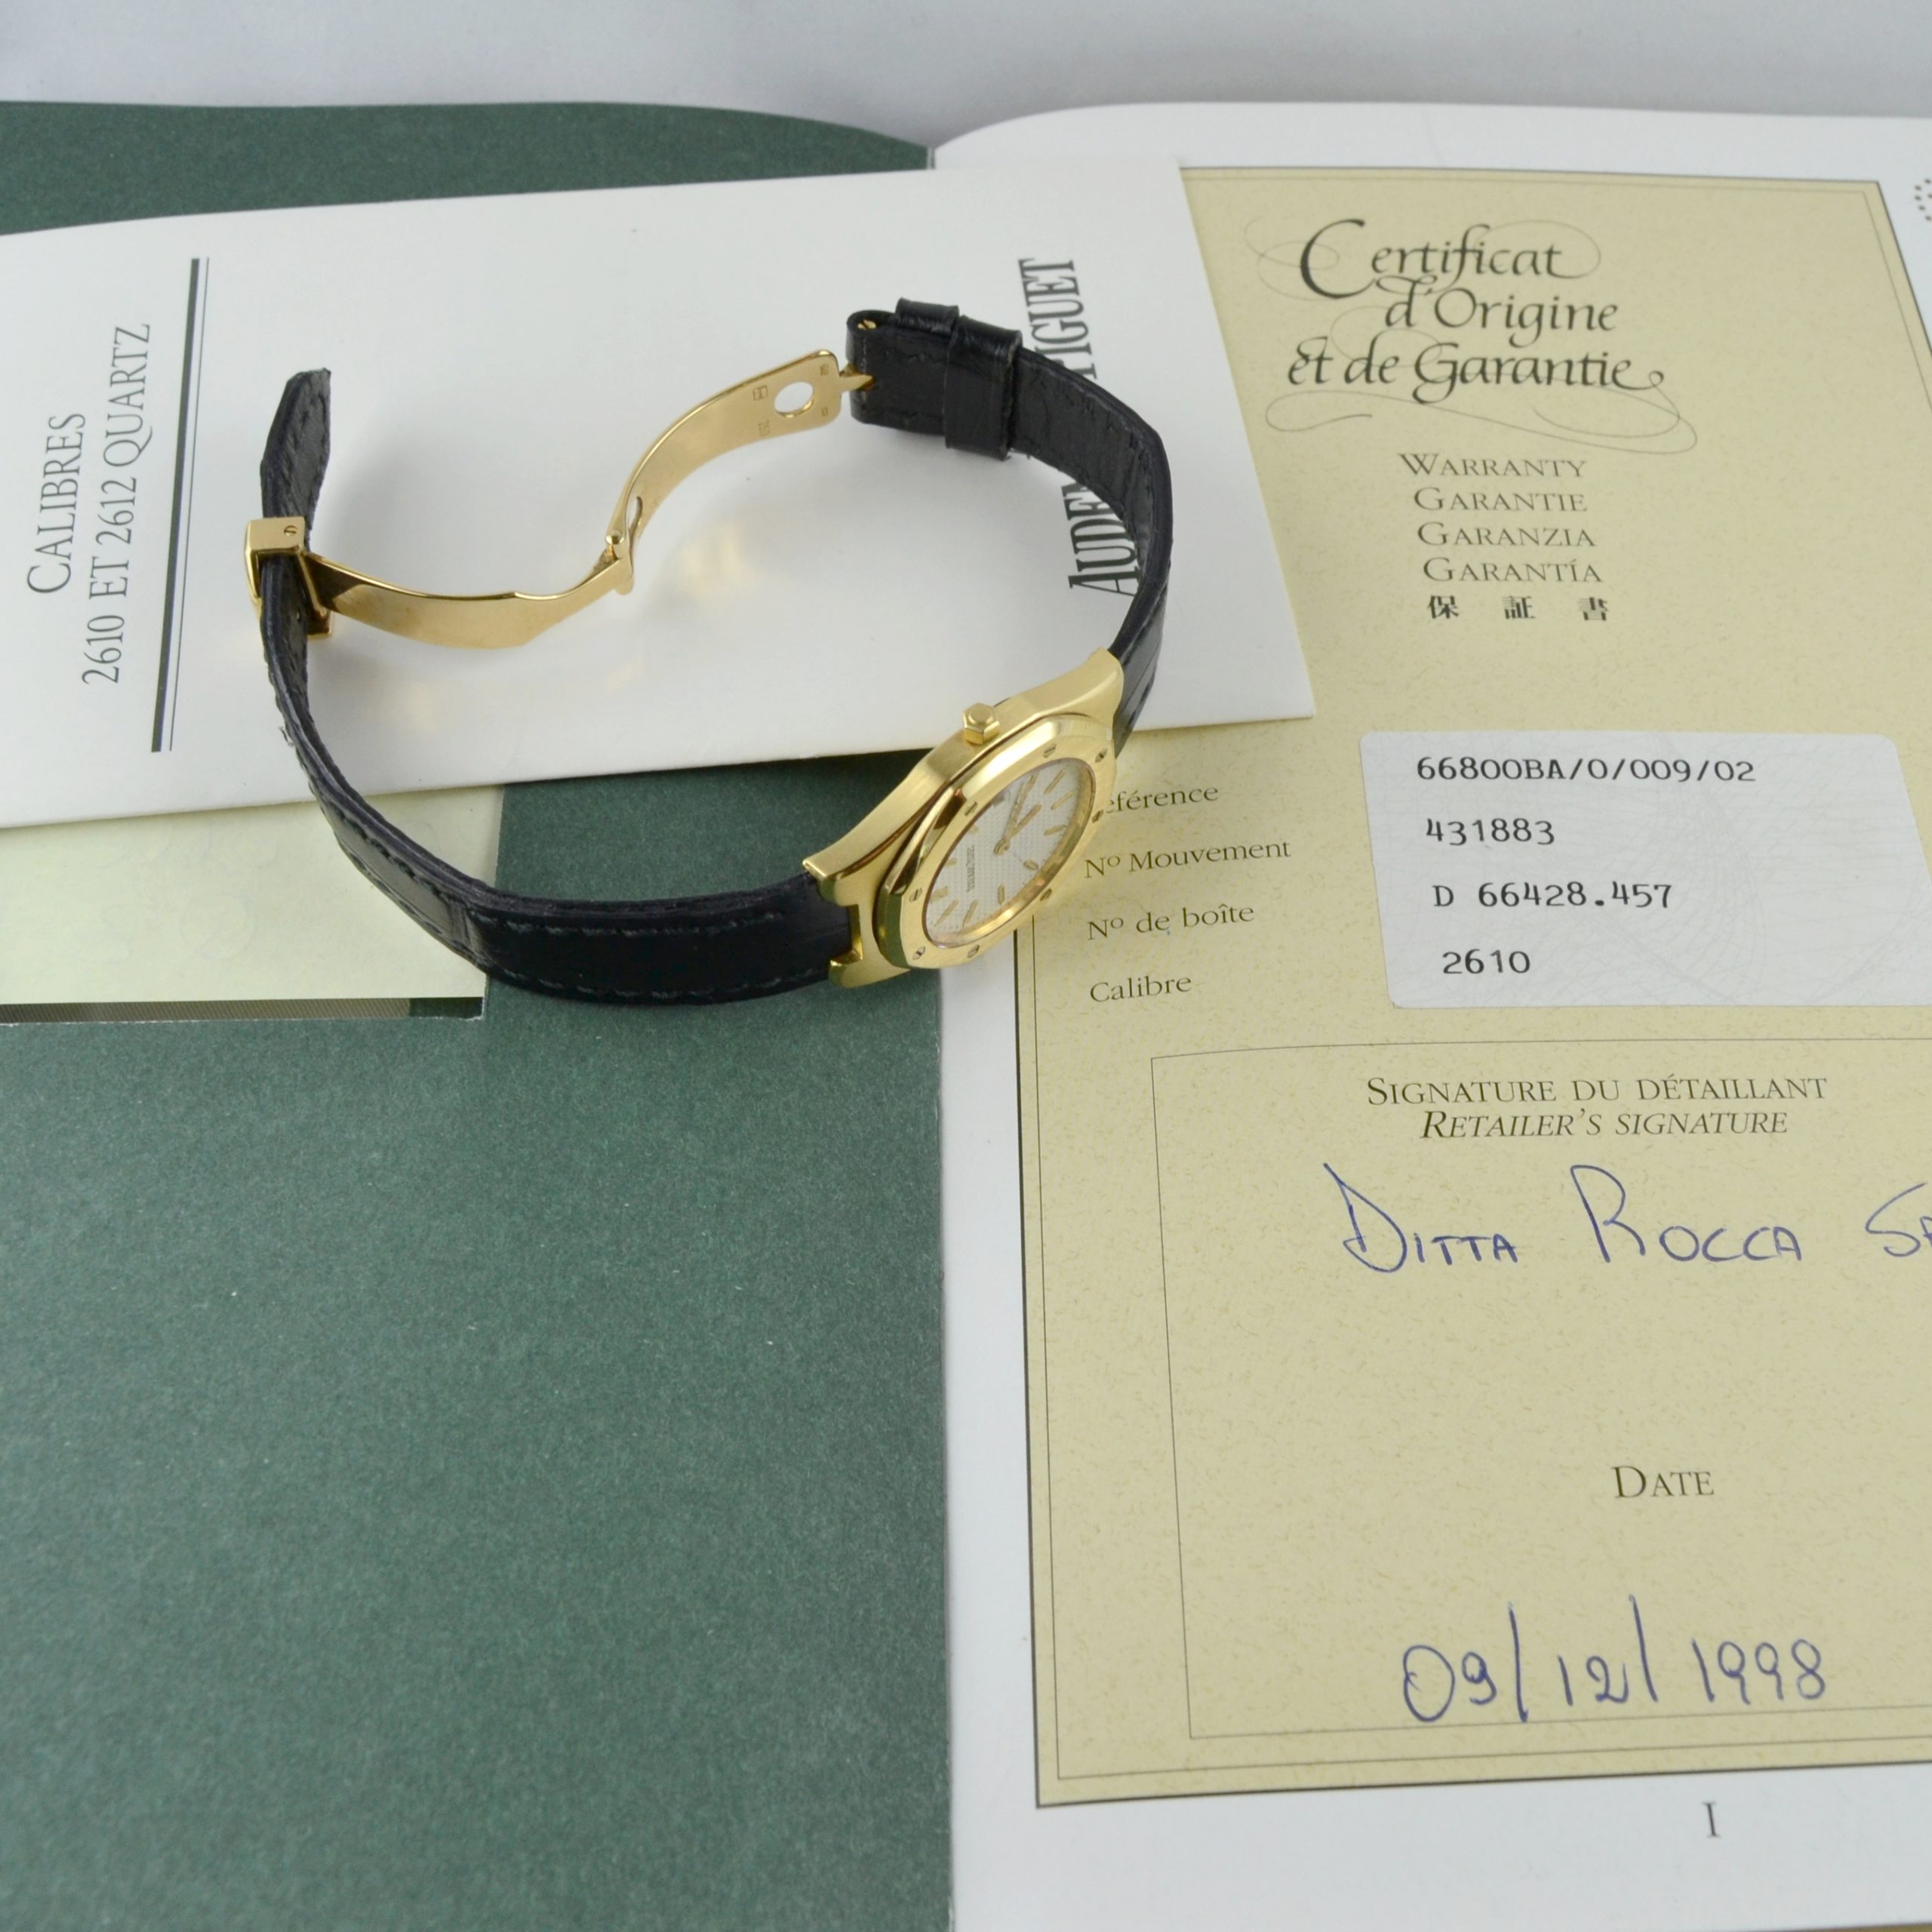 CALIBRES
2610 ET 2612 QUARTZ
Certificat
d'Origine
et de Garantie
WARRANTY
GARANTIE
GARANZIA
GARANTÍA
保 証 書
66800BA/0/009/02
Nº Mouvement 431883
Nº de boîte D 66428.457
Calibre 2610
SIGNATURE DU DÉTAILLANT
RETAILER'S SIGNATURE
DITTA ROCCA
DATE
09/12/1998
I